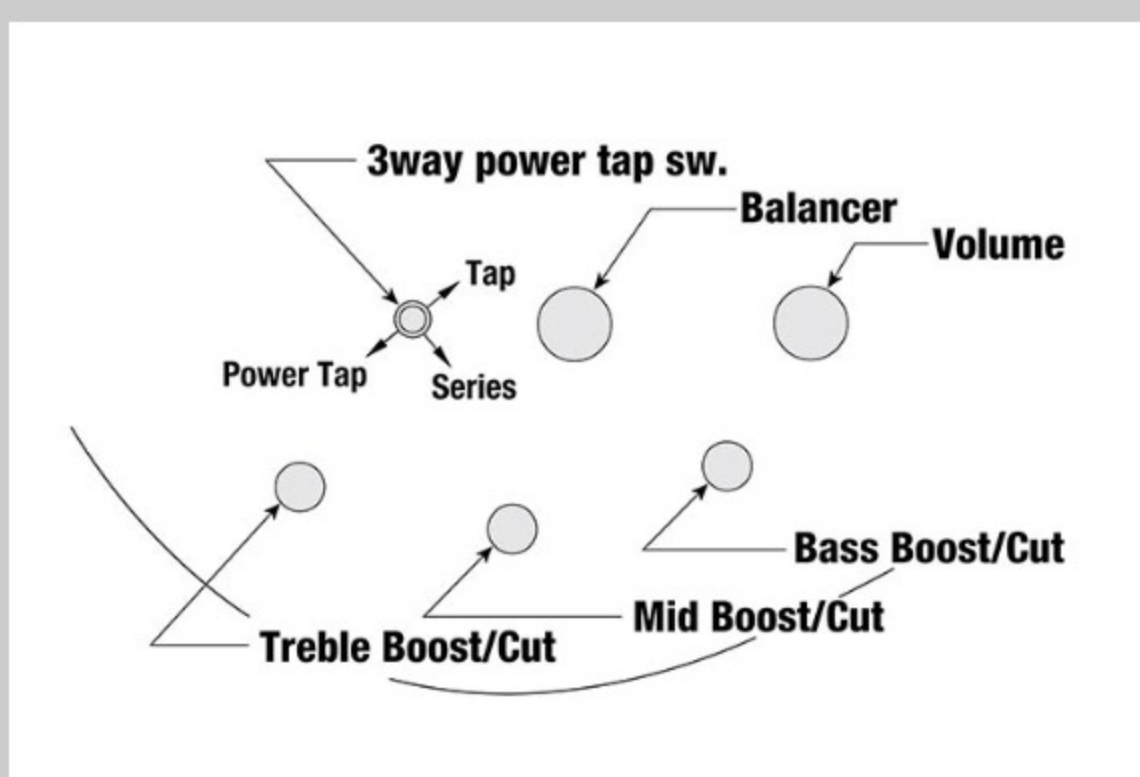 3way power tap sw.
Balancer
Volume
Tap
Power Tap
Series
Bass Boost/Cut
Mid Boost/Cut
Treble Boost/Cut